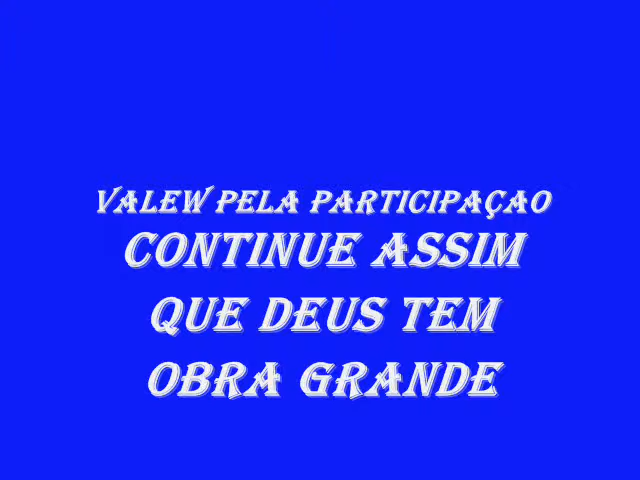 VALEW PELA PARTICIPAÇAO
CONTINUE ASSIM
QUE DEUS TEM
OBRA GRANDE